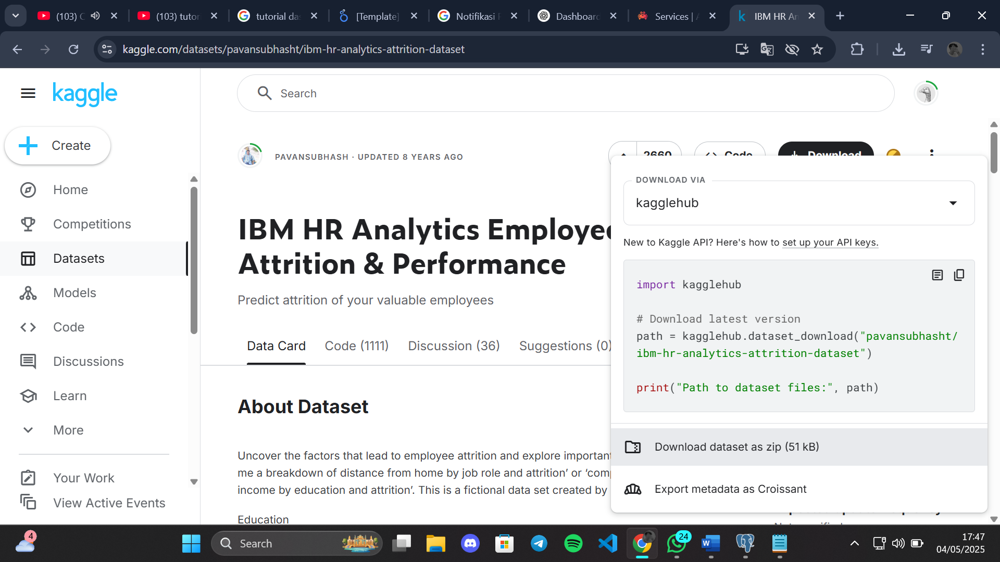 (103) C
(103) tutor
tutorial das
[Template]
Notifikasi P
Dashboard
Services | A
IBM HR An
kaggle.com/datasets/pavansubhasht/ibm-hr-analytics-attrition-dataset
kaggle
Search
Create
Home
Competitions
Datasets
Models
Code
Discussions
Learn
More
Your Work
View Active Events
PAVANSUBHASH · UPDATED 8 YEARS AGO
2660
Code
Download
IBM HR Analytics Employee
Attrition & Performance
Predict attrition of your valuable employees
Data Card
Code (1111)
Discussion (36)
Suggestions (0)
About Dataset
Uncover the factors that lead to employee attrition and explore important
me a breakdown of distance from home by job role and attrition’ or ‘comp
income by education and attrition’. This is a fictional data set created by
Education
DOWNLOAD VIA
kagglehub
New to Kaggle API? Here's how to set up your API keys.
import kagglehub
# Download latest version
path = kagglehub.dataset_download("pavansubhasht/
ibm-hr-analytics-attrition-dataset")
print("Path to dataset files:", path)
Download dataset as zip (51 kB)
Export metadata as Croissant
4
Search
24
17:47
04/05/2025